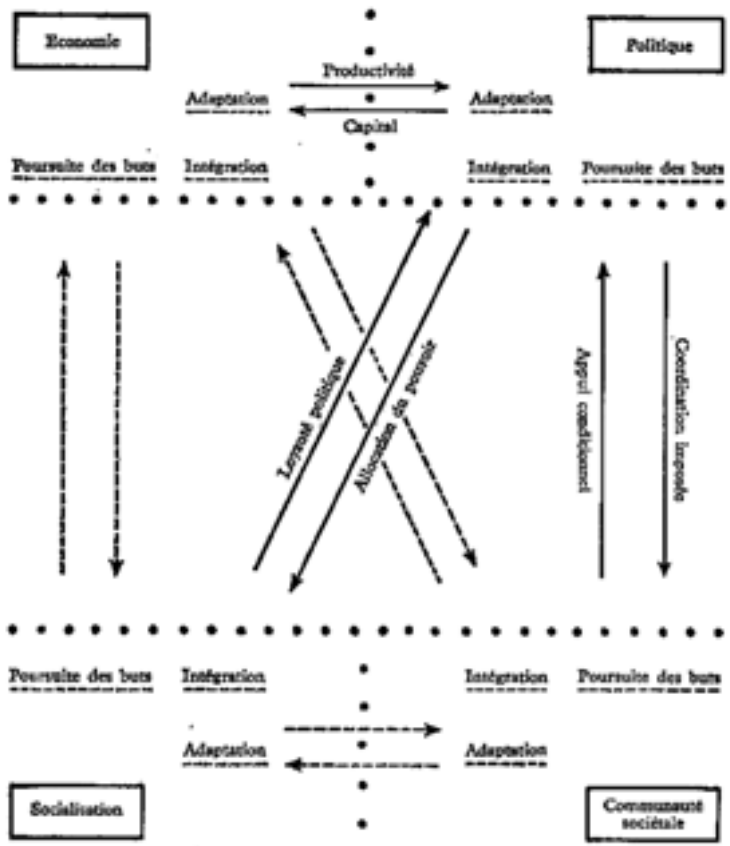 Economie
Politique
Productivité
Adaptation
Adaptation
Capital
Poursuite des buts
Intégration
Intégration
Poursuite des buts
Loyauté politique
Allocation du pouvoir
Appui conditionnel
Coordination imposée
Poursuite des buts
Intégration
Intégration
Poursuite des buts
Adaptation
Adaptation
Socialisation
Communauté
sociétale